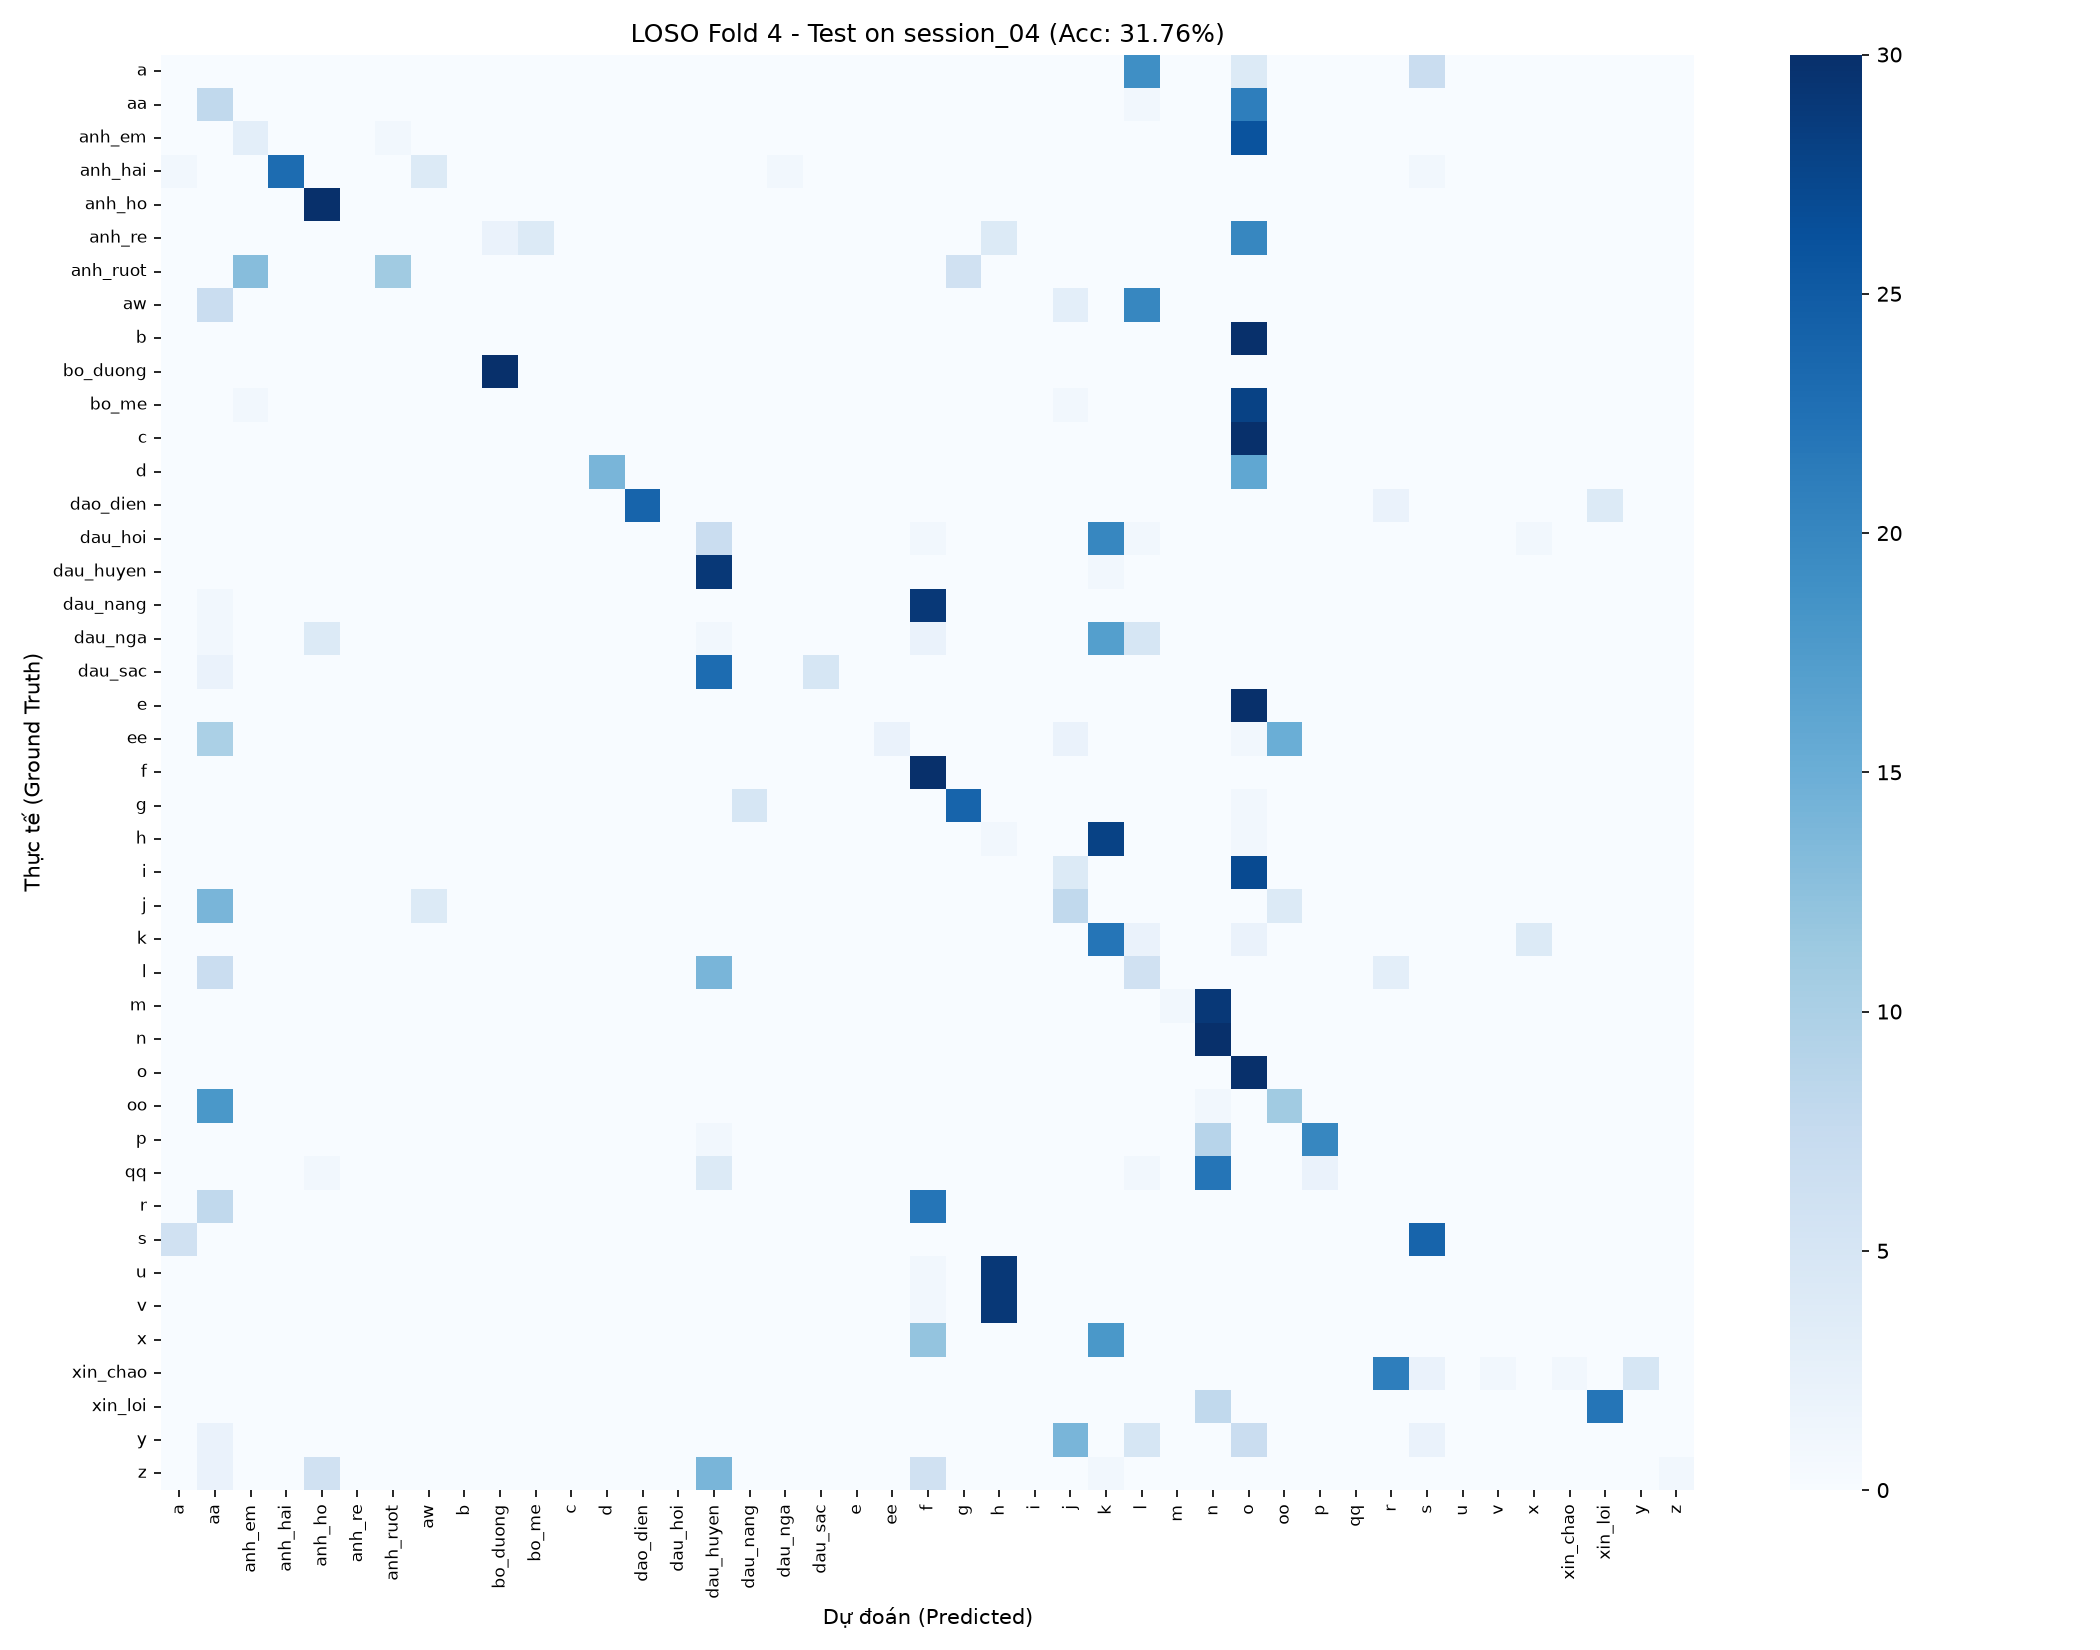 LOSO Fold 4 - Test on session_04 (Acc: 31.76%)
Thực tế (Ground Truth)
a
aa
anh_em
anh_hai
anh_ho
anh_re
anh_ruot
aw
b
bo_duong
bo_me
c
d
dao_dien
dau_hoi
dau_huyen
dau_nang
dau_nga
dau_sac
e
ee
f
g
h
i
j
k
l
m
n
o
oo
p
qq
r
s
u
v
x
xin_chao
xin_loi
y
z
a aa anh_em anh_hai anh_ho anh_re anh_ruot aw b bo_duong bo_me c d dao_dien dau_hoi dau_huyen dau_nang dau_nga dau_sac e ee f g h i j k l m n o oo p qq r s u v x xin_chao xin_loi y z
Dự đoán (Predicted)
30
25
20
15
10
5
0